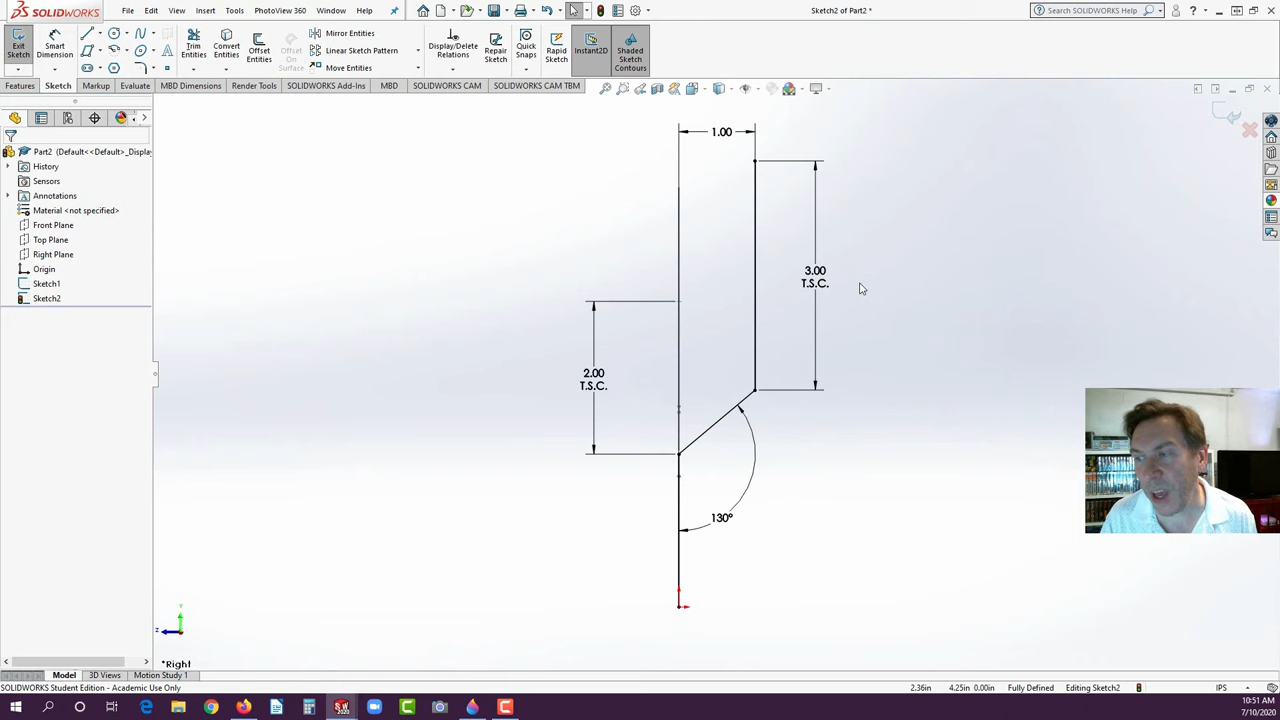 SOLIDWORKS
File
Edit
View
Insert
Tools
PhotoView 360
Window
Help
Sketch2 of Part2 *
Search SOLIDWORKS Help
Exit
Sketch
Smart
Dimension
Trim
Entities
Convert
Entities
Offset
Entities
Offset
On
Surface
Mirror Entities
Linear Sketch Pattern
Move Entities
Display/Delete
Relations
Repair
Sketch
Quick
Snaps
Rapid
Sketch
Instant2D
Shaded
Sketch
Contours
Features
Sketch
Markup
Evaluate
MBD Dimensions
Render Tools
SOLIDWORKS Add-Ins
MBD
SOLIDWORKS CAM
SOLIDWORKS CAM TBM
Part2 (Default<<Default>_Display
History
Sensors
Annotations
Material <not specified>
Front Plane
Top Plane
Right Plane
Origin
Sketch1
Sketch2
1.00
3.00
T.S.C.
2.00
T.S.C.
130°
Y
Z
*Right
Model
3D Views
Motion Study 1
SOLIDWORKS Student Edition - Academic Use Only
2.36in
4.25in
0.00in
Fully Defined
Editing Sketch2
IPS
10:51 AM
7/10/2020